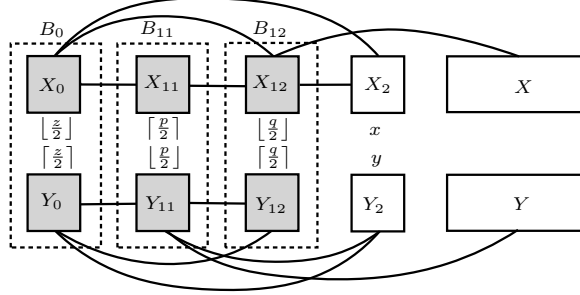 B₀ B₁₁ B₁₂
X₀ X₁₁ X₁₂ X₂ X
⌊z/2⌋ ⌈p/2⌉ ⌊q/2⌋ x
⌈z/2⌉ ⌊p/2⌋ ⌈q/2⌉ y
Y₀ Y₁₁ Y₁₂ Y₂ Y